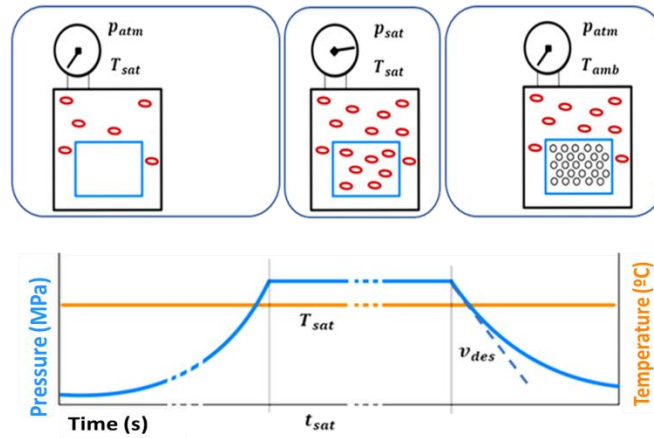 p_atm
T_sat
p_sat
T_sat
p_atm
T_amb
Pressure (MPa)
T_sat
v_des
Temperature (ºC)
Time (s)
t_sat